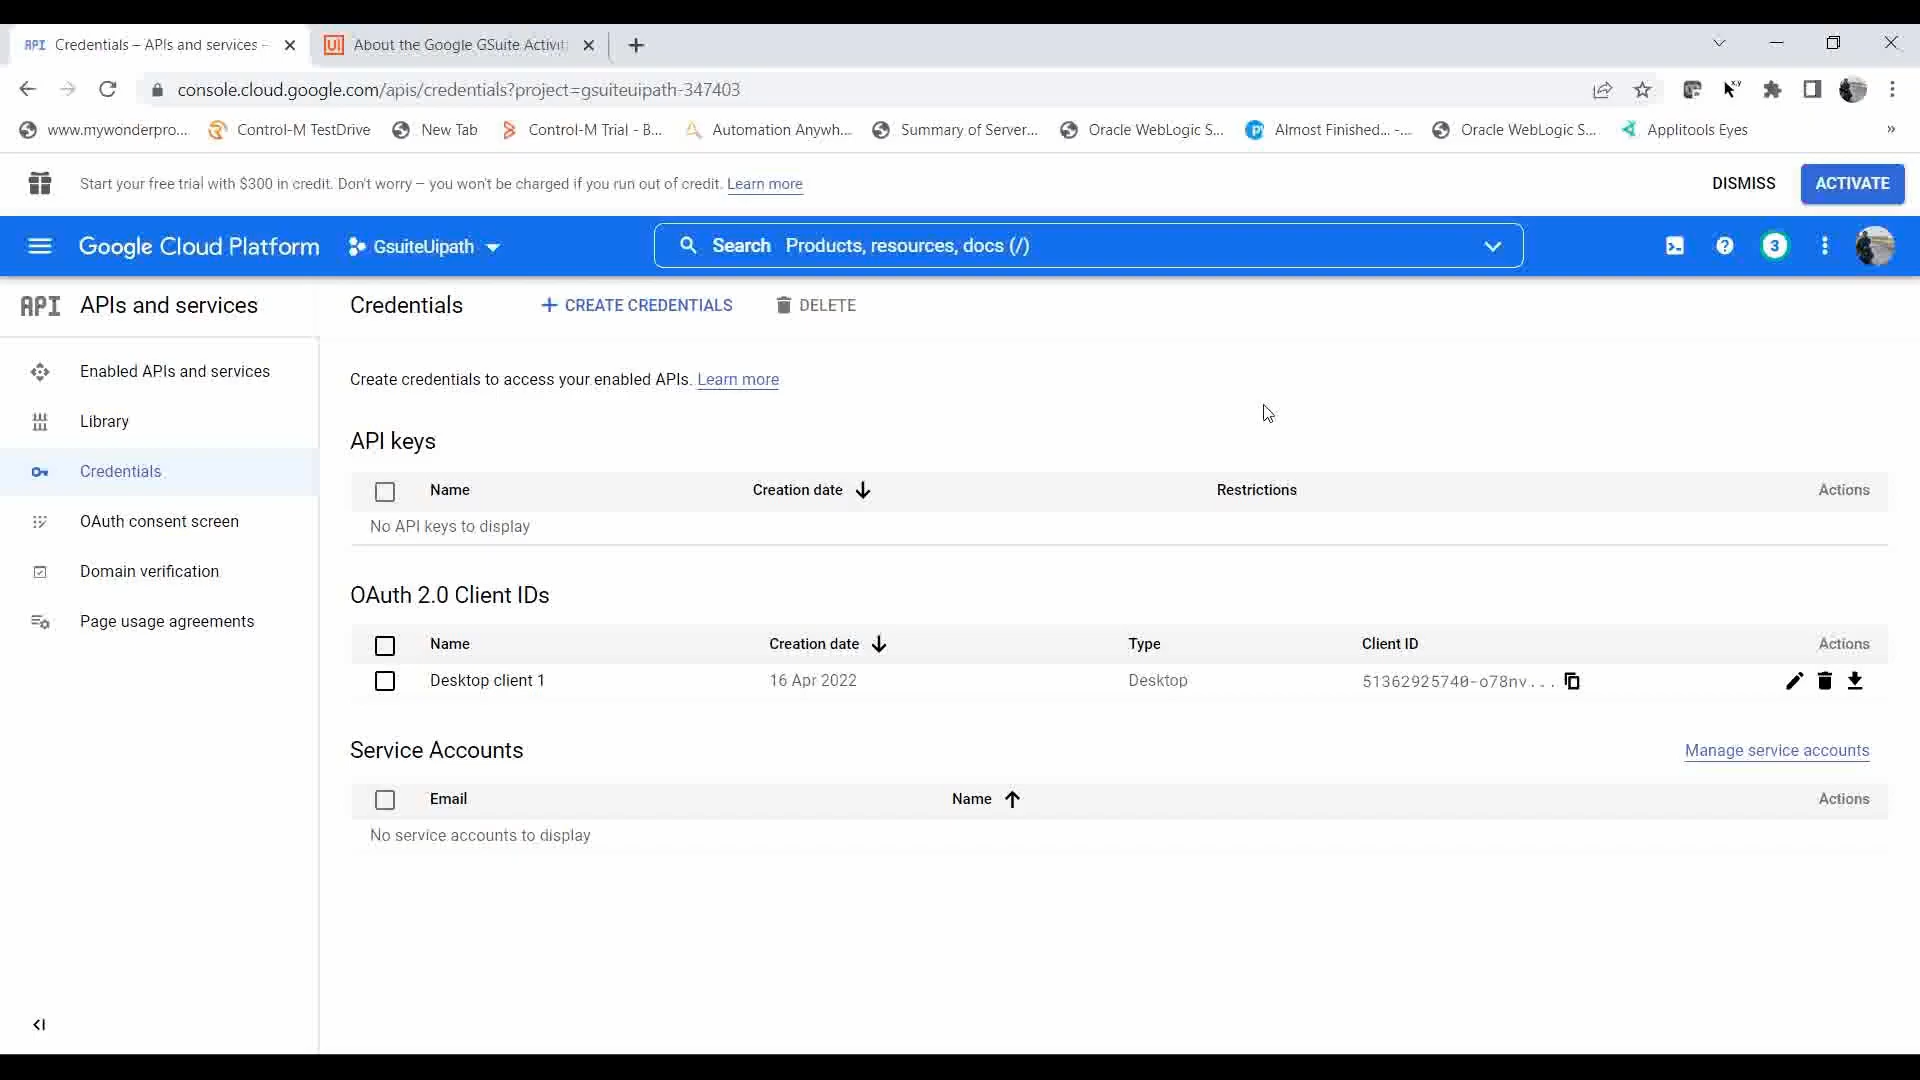 API Credentials – APIs and services –
Ui About the Google GSuite Activit
console.cloud.google.com/apis/credentials?project=gsuiteuipath-347403
www.mywonderpro... Control-M TestDrive New Tab Control-M Trial - B... Automation Anywh... Summary of Server... Oracle WebLogic S... Almost Finished... -... Oracle WebLogic S... Applitools Eyes »
Start your free trial with $300 in credit. Don't worry – you won't be charged if you run out of credit. Learn more
DISMISS
ACTIVATE
Google Cloud Platform
GsuiteUipath
Search Products, resources, docs (/)
3
API APIs and services
Enabled APIs and services
Library
Credentials
OAuth consent screen
Domain verification
Page usage agreements
Credentials
+ CREATE CREDENTIALS
DELETE
Create credentials to access your enabled APIs. Learn more
API keys
Name Creation date Restrictions Actions
No API keys to display
OAuth 2.0 Client IDs
Name Creation date Type Client ID Actions
Desktop client 1 16 Apr 2022 Desktop 51362925740-o78nv...
Service Accounts
Manage service accounts
Email Name Actions
No service accounts to display